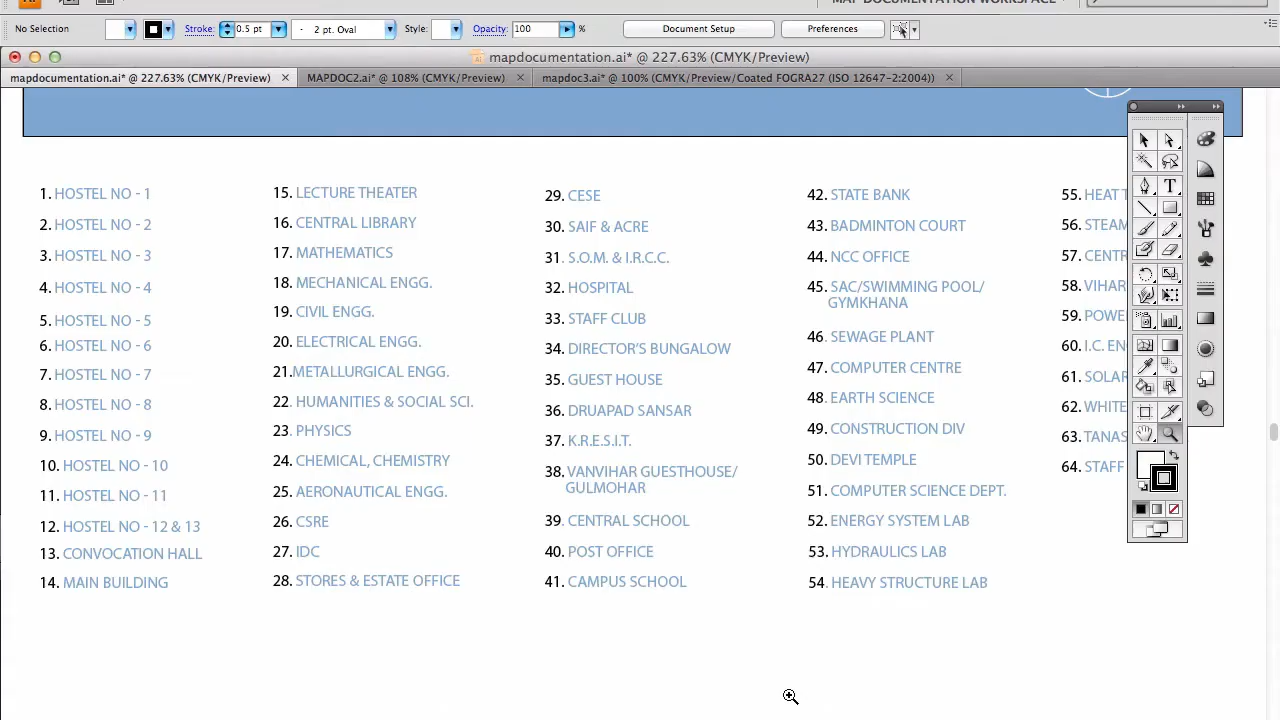 No Selection
Stroke:
0.5 pt
2 pt. Oval
Style:
Opacity:
100
%
Document Setup
Preferences
mapdocumentation.ai* @ 227.63% (CMYK/Preview)
mapdocumentation.ai* @ 227.63% (CMYK/Preview)
MAPDOC2.ai* @ 108% (CMYK/Preview)
mapdoc3.ai* @ 100% (CMYK/Preview/Coated FOGRA27 (ISO 12647-2:2004))
1. HOSTEL NO - 1
2. HOSTEL NO - 2
3. HOSTEL NO - 3
4. HOSTEL NO - 4
5. HOSTEL NO - 5
6. HOSTEL NO - 6
7. HOSTEL NO - 7
8. HOSTEL NO - 8
9. HOSTEL NO - 9
10. HOSTEL NO - 10
11. HOSTEL NO - 11
12. HOSTEL NO - 12 & 13
13. CONVOCATION HALL
14. MAIN BUILDING
15. LECTURE THEATER
16. CENTRAL LIBRARY
17. MATHEMATICS
18. MECHANICAL ENGG.
19. CIVIL ENGG.
20. ELECTRICAL ENGG.
21.METALLURGICAL ENGG.
22. HUMANITIES & SOCIAL SCI.
23. PHYSICS
24. CHEMICAL, CHEMISTRY
25. AERONAUTICAL ENGG.
26. CSRE
27. IDC
28. STORES & ESTATE OFFICE
29. CESE
30. SAIF & ACRE
31. S.O.M. & I.R.C.C.
32. HOSPITAL
33. STAFF CLUB
34. DIRECTOR'S BUNGALOW
35. GUEST HOUSE
36. DRUAPAD SANSAR
37. K.R.E.S.I.T.
38. VANVIHAR GUESTHOUSE/
GULMOHAR
39. CENTRAL SCHOOL
40. POST OFFICE
41. CAMPUS SCHOOL
42. STATE BANK
43. BADMINTON COURT
44. NCC OFFICE
45. SAC/SWIMMING POOL/
GYMKHANA
46. SEWAGE PLANT
47. COMPUTER CENTRE
48. EARTH SCIENCE
49. CONSTRUCTION DIV
50. DEVI TEMPLE
51. COMPUTER SCIENCE DEPT.
52. ENERGY SYSTEM LAB
53. HYDRAULICS LAB
54. HEAVY STRUCTURE LAB
55. HEAT
56. STEAM
57. CENTR
58. VIHAR
59. POWE
60. I.C. EN
61. SOLAR
62. WHITE
63. TANAS
64. STAFF